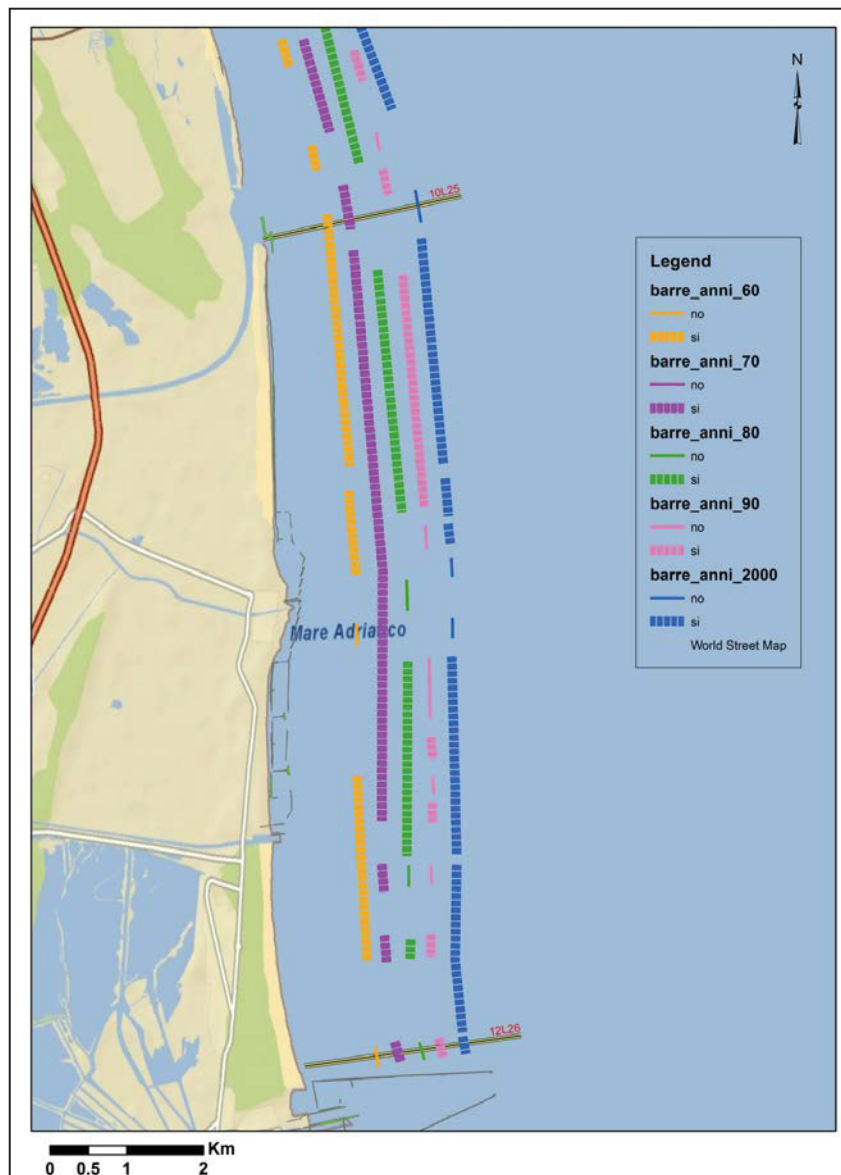 N
10L25
Legend
barre_anni_60
no
si
barre_anni_70
no
si
barre_anni_80
no
si
barre_anni_90
no
si
barre_anni_2000
no
si
World Street Map
Mare Adriatico
12L26
Km
0 0.5 1 2